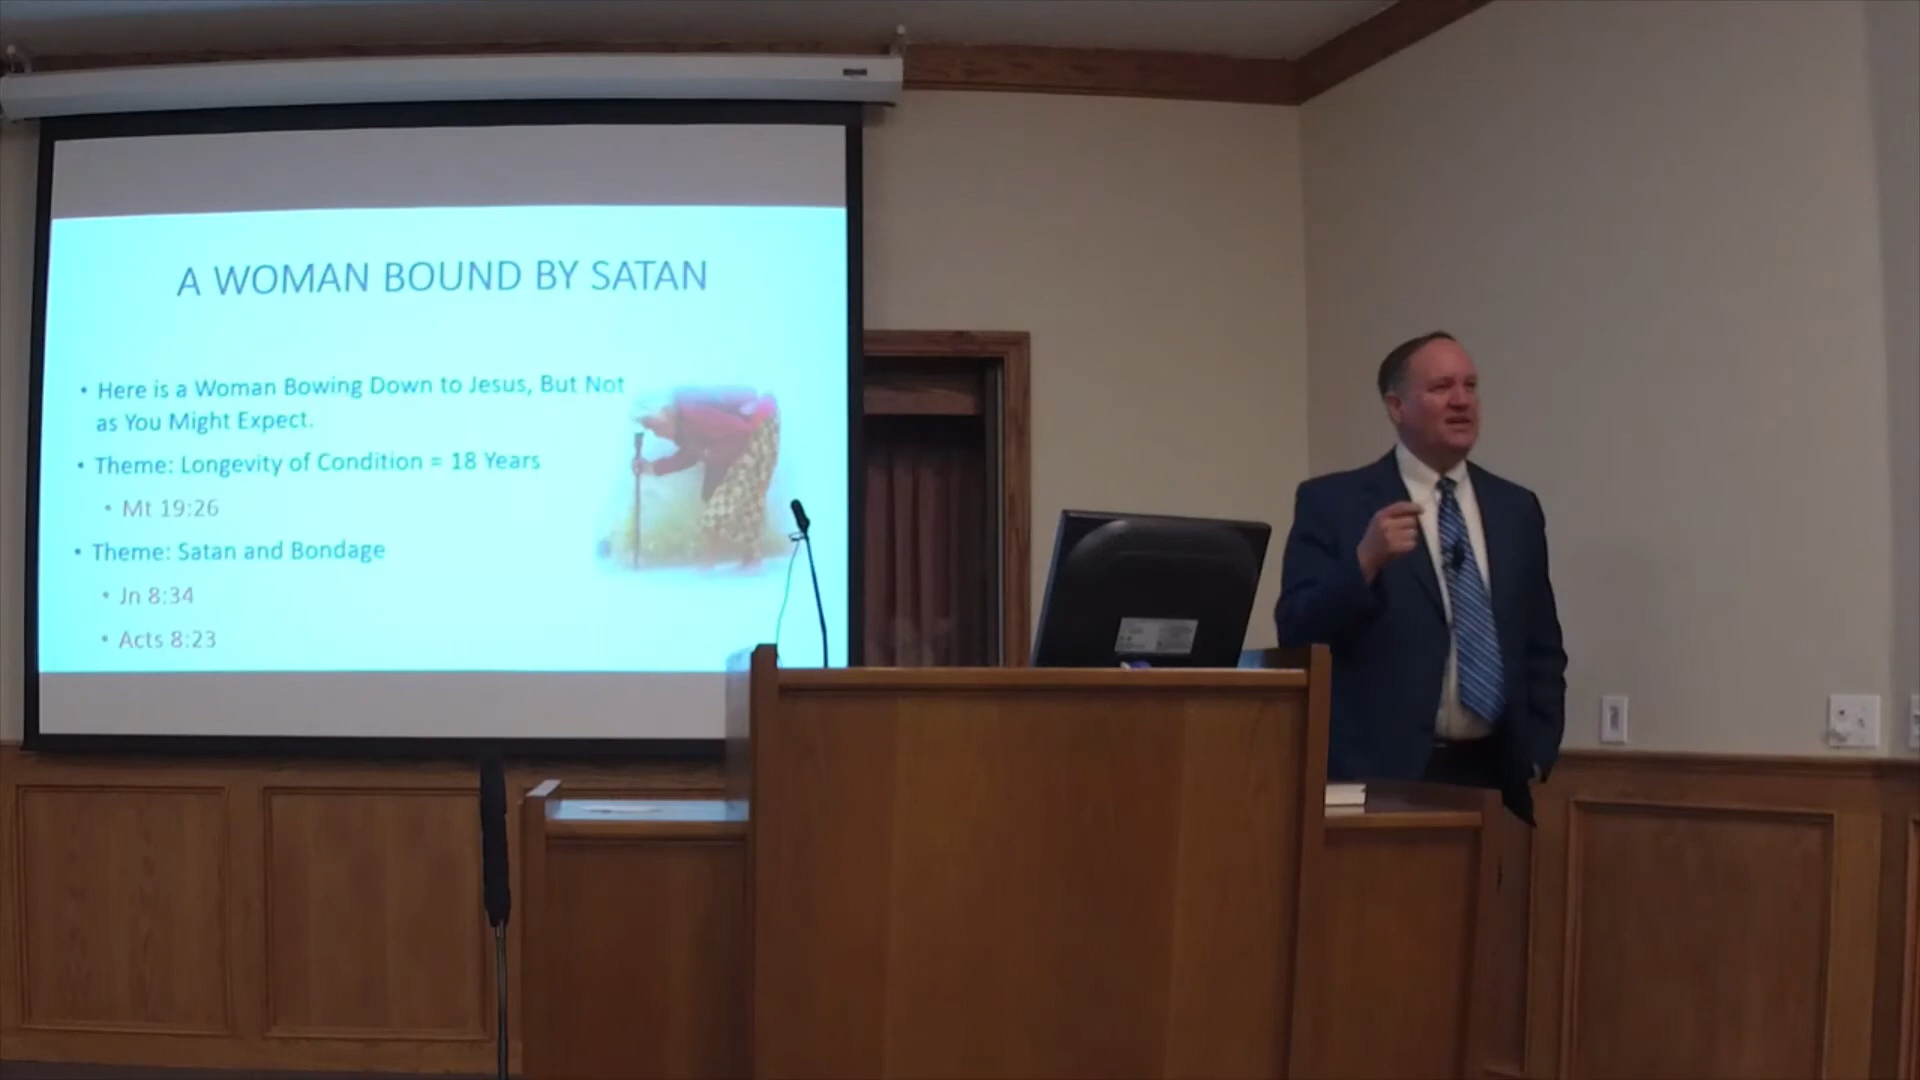 A WOMAN BOUND BY SATAN
• Here is a Woman Bowing Down to Jesus, But Not
as You Might Expect.
• Theme: Longevity of Condition = 18 Years
• Mt 19:26
• Theme: Satan and Bondage
• Jn 8:34
• Acts 8:23